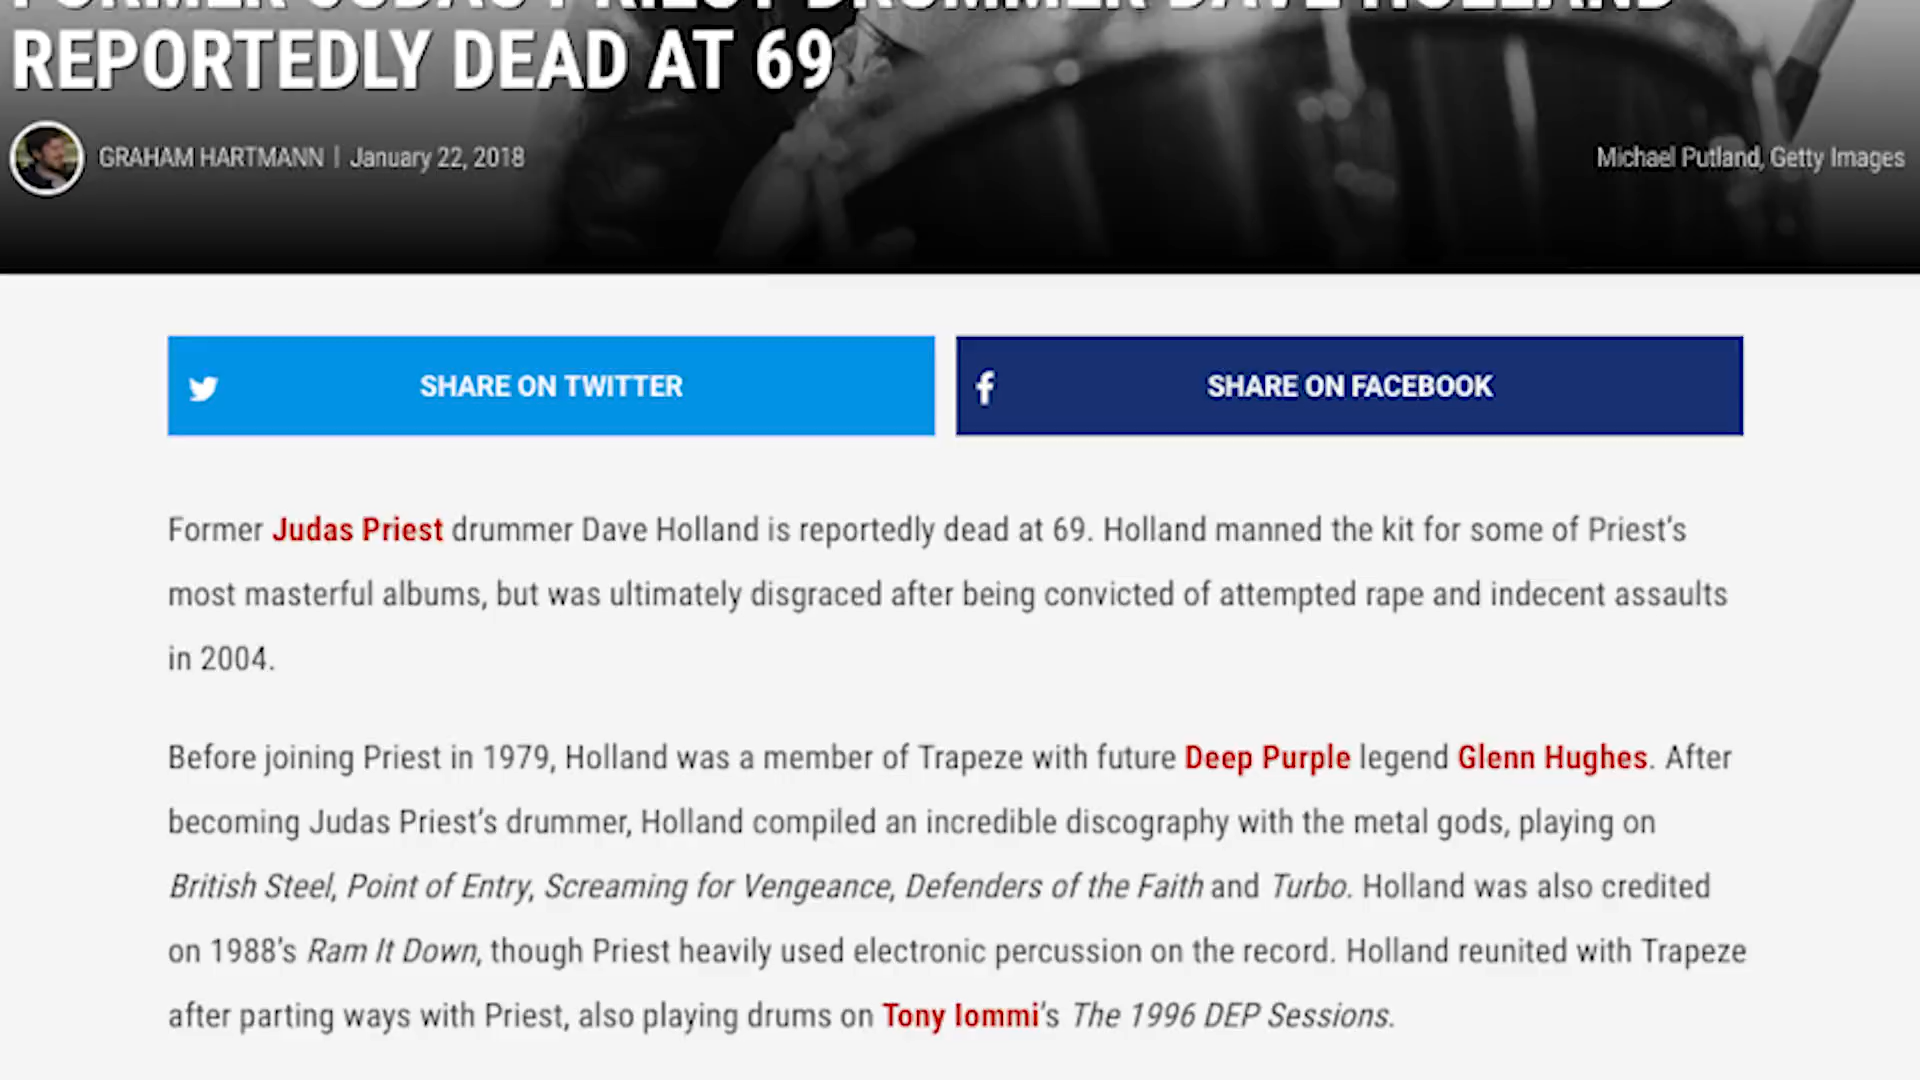 FORMER JUDAS PRIEST DRUMMER DAVE HOLLAND
REPORTEDLY DEAD AT 69
GRAHAM HARTMANN | January 22, 2018
Michael Putland, Getty Images
SHARE ON TWITTER
SHARE ON FACEBOOK
Former Judas Priest drummer Dave Holland is reportedly dead at 69. Holland manned the kit for some of Priest's
most masterful albums, but was ultimately disgraced after being convicted of attempted rape and indecent assaults
in 2004.
Before joining Priest in 1979, Holland was a member of Trapeze with future Deep Purple legend Glenn Hughes. After
becoming Judas Priest's drummer, Holland compiled an incredible discography with the metal gods, playing on
British Steel, Point of Entry, Screaming for Vengeance, Defenders of the Faith and Turbo. Holland was also credited
on 1988's Ram It Down, though Priest heavily used electronic percussion on the record. Holland reunited with Trapeze
after parting ways with Priest, also playing drums on Tony Iommi's The 1996 DEP Sessions.